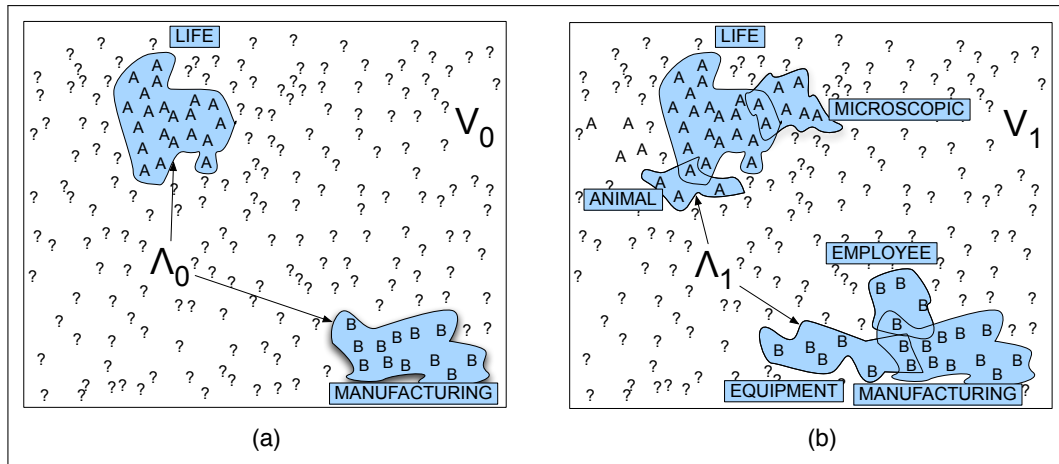 LIFE
V0
Λ0
MANUFACTURING
(a)
LIFE
MICROSCOPIC
V1
ANIMAL
Λ1
EMPLOYEE
EQUIPMENT
MANUFACTURING
(b)